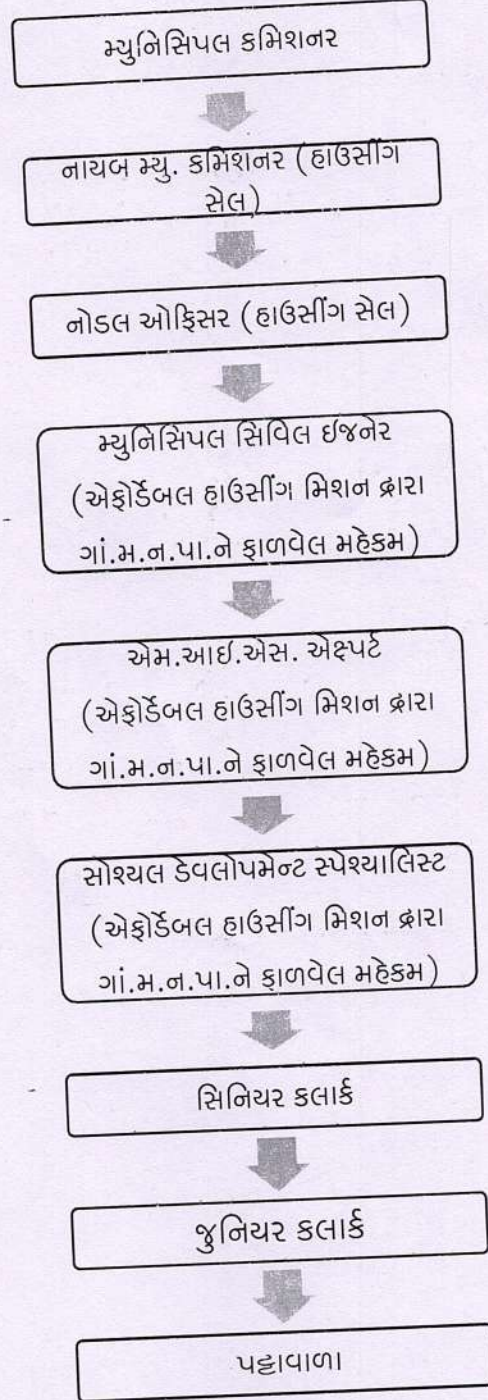 મ્યુનિસિપલ કમિશનર
નાયબ મ્યુ. કમિશનર (હાઉસીંગ
સેલ)
નોડલ ઓફિસર (હાઉસીંગ સેલ)
મ્યુનિસિપલ સિવિલ ઈજનેર
(એફોર્ડેબલ હાઉસીંગ મિશન દ્વારા
ગાં.મ.ન.પા.ને ફાળવેલ મહેકમ)
એમ.આઈ.એસ. એક્ષ્પર્ટ
(એફોર્ડેબલ હાઉસીંગ મિશન દ્વારા
ગાં.મ.ન.પા.ને ફાળવેલ મહેકમ)
સોશ્યલ ડેવલોપમેન્ટ સ્પેશ્યાલિસ્ટ
(એફોર્ડેબલ હાઉસીંગ મિશન દ્વારા
ગાં.મ.ન.પા.ને ફાળવેલ મહેકમ)
સિનિયર કલાર્ક
જુનિયર કલાર્ક
પટ્ટાવાળા